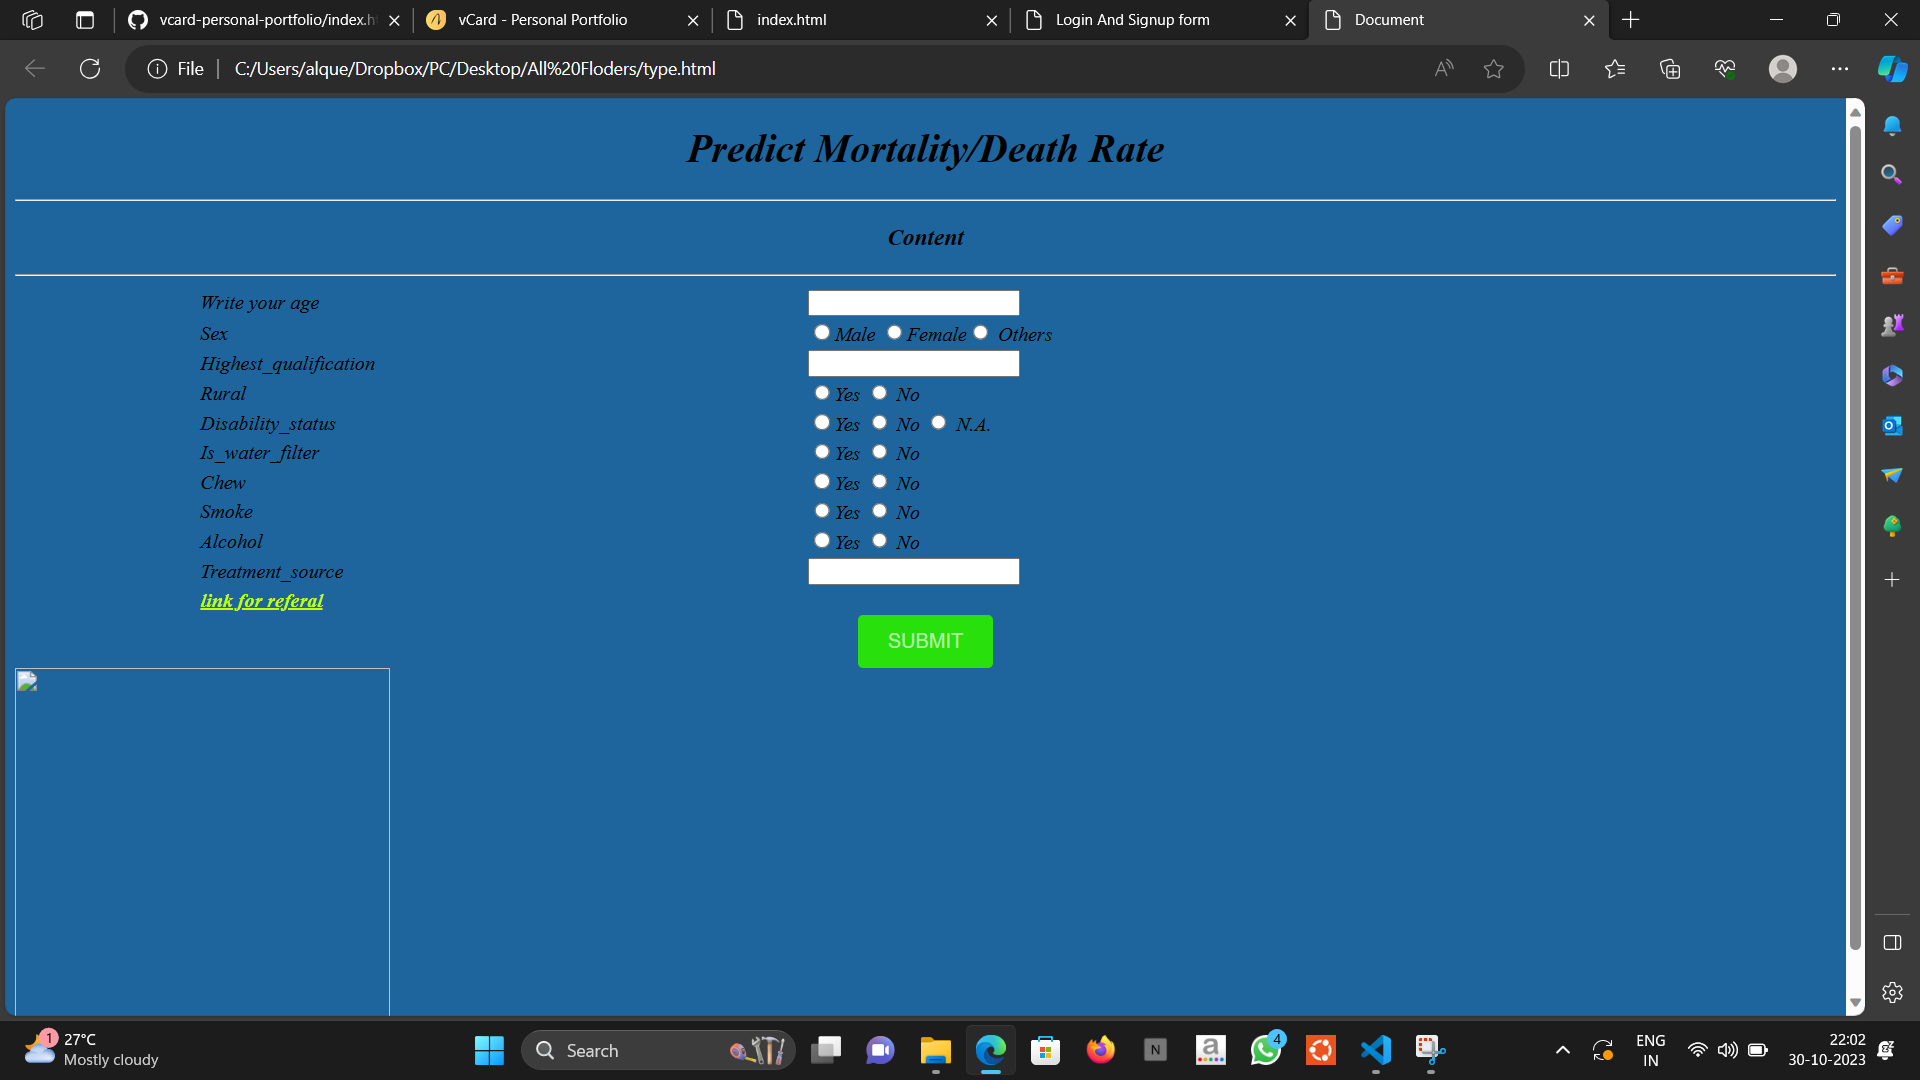 vcard-personal-portfolio/index.h
vCard - Personal Portfolio
index.html
Login And Signup form
Document
File
C:/Users/alque/Dropbox/PC/Desktop/All%20Floders/type.html
Predict Mortality/Death Rate
Content
Write your age
Sex Male Female Others
Highest_qualification
Rural Yes No
Disability_status Yes No N.A.
Is_water_filter Yes No
Chew Yes No
Smoke Yes No
Alcohol Yes No
Treatment_source
link for referal
SUBMIT
1
27°C
Mostly cloudy
Search
N
a
4
ENG
IN
22:02
30-10-2023